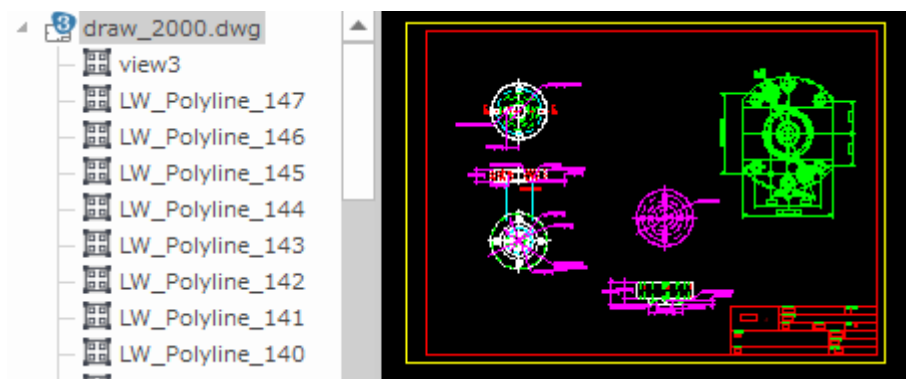 draw_2000.dwg
view3
LW_Polyline_147
LW_Polyline_146
LW_Polyline_145
LW_Polyline_144
LW_Polyline_143
LW_Polyline_142
LW_Polyline_141
LW_Polyline_140